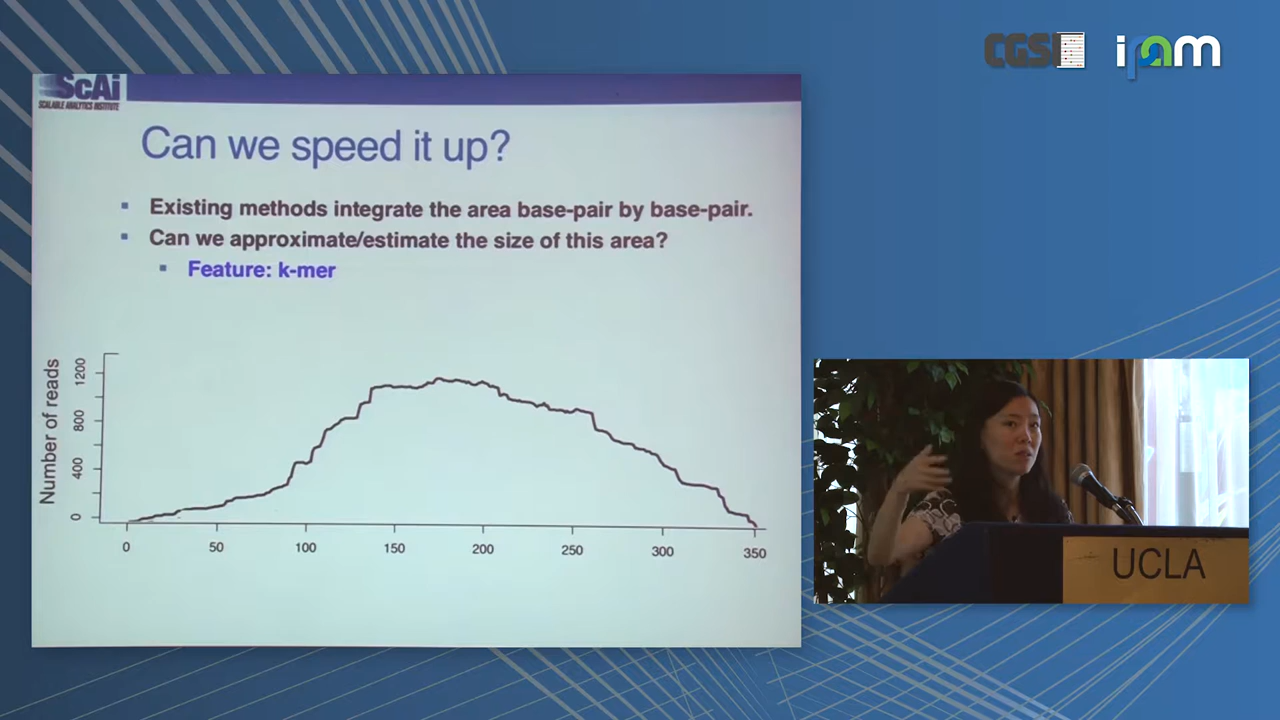 CGSI
ipam
ScAi
SCALABLE ANALYTICS INSTITUTE
Can we speed it up?
Existing methods integrate the area base-pair by base-pair.
Can we approximate/estimate the size of this area?
Feature: k-mer
Number of reads
0
400
800
1200
0
50
100
150
200
250
300
350
UCLA